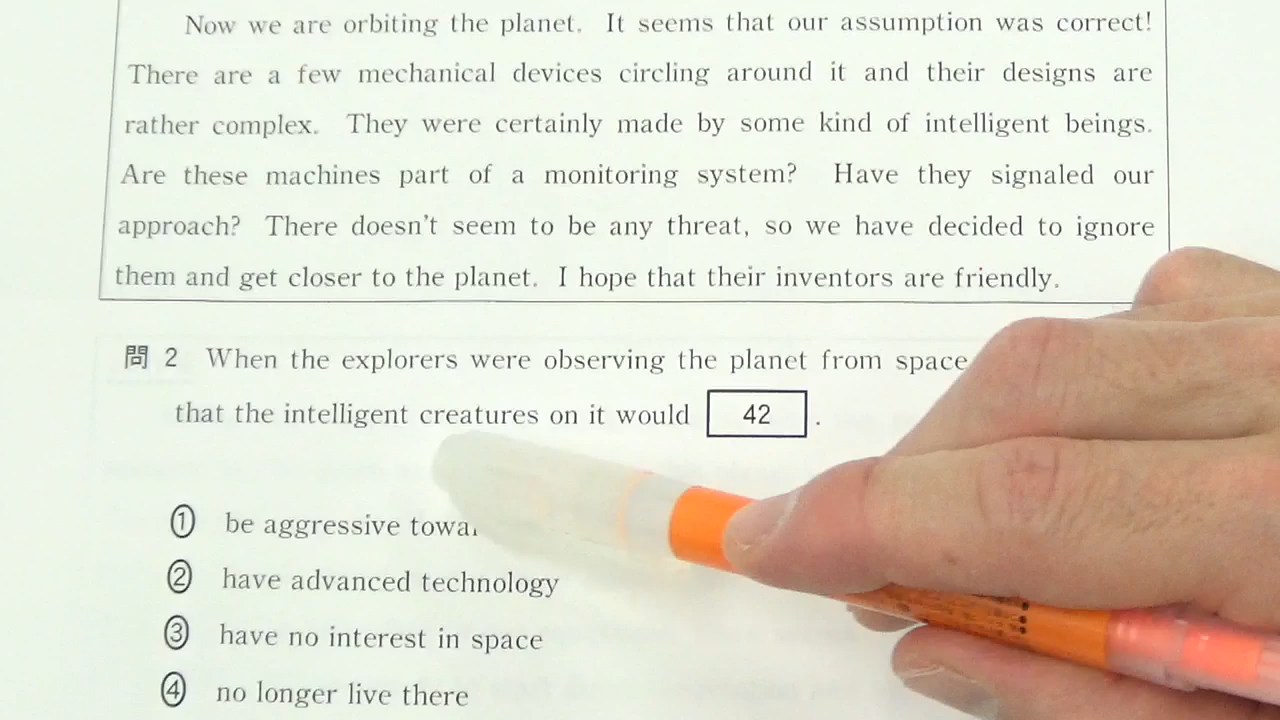 Now we are orbiting the planet. It seems that our assumption was correct!
There are a few mechanical devices circling around it and their designs are
rather complex. They were certainly made by some kind of intelligent beings.
Are these machines part of a monitoring system? Have they signaled our
approach? There doesn't seem to be any threat, so we have decided to ignore
them and get closer to the planet. I hope that their inventors are friendly.
問 2 When the explorers were observing the planet from space
that the intelligent creatures on it would 42 .
① be aggressive
② have advanced technology
③ have no interest in space
④ no longer live there